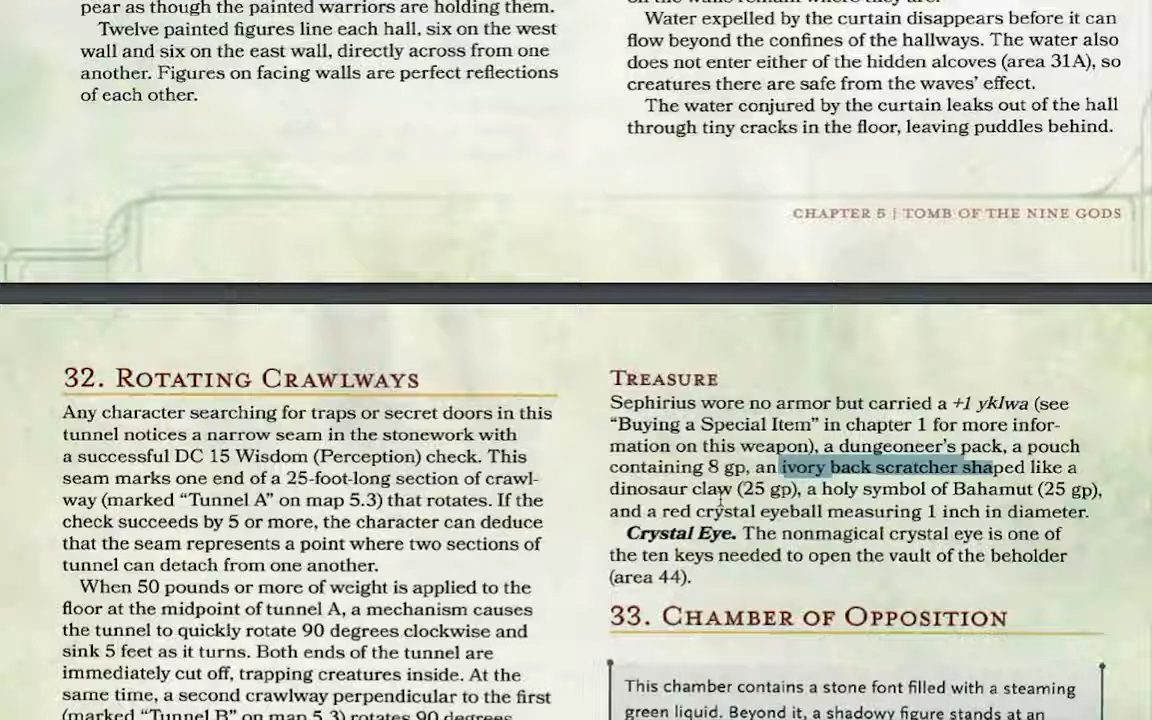 pear as though the painted warriors are holding them.
Twelve painted figures line each hall, six on the west
wall and six on the east wall, directly across from one
another. Figures on facing walls are perfect reflections
of each other.
Water expelled by the curtain disappears before it can
flow beyond the confines of the hallways. The water also
does not enter either of the hidden alcoves (area 31A), so
creatures there are safe from the waves' effect.
The water conjured by the curtain leaks out of the hall
through tiny cracks in the floor, leaving puddles behind.
CHAPTER 5 | TOMB OF THE NINE GODS
32. ROTATING CRAWLWAYS
Any character searching for traps or secret doors in this
tunnel notices a narrow seam in the stonework with
a successful DC 15 Wisdom (Perception) check. This
seam marks one end of a 25-foot-long section of crawl-
way (marked “Tunnel A” on map 5.3) that rotates. If the
check succeeds by 5 or more, the character can deduce
that the seam represents a point where two sections of
tunnel can detach from one another.
When 50 pounds or more of weight is applied to the
floor at the midpoint of tunnel A, a mechanism causes
the tunnel to quickly rotate 90 degrees clockwise and
sink 5 feet as it turns. Both ends of the tunnel are
immediately cut off, trapping creatures inside. At the
same time, a second crawlway perpendicular to the first
(marked “Tunnel B” on map 5.3) rotates 90 degrees
TREASURE
Sephirius wore no armor but carried a +1 yklwa (see
“Buying a Special Item” in chapter 1 for more infor-
mation on this weapon), a dungeoneer's pack, a pouch
containing 8 gp, an ivory back scratcher shaped like a
dinosaur claw (25 gp), a holy symbol of Bahamut (25 gp),
and a red crystal eyeball measuring 1 inch in diameter.
Crystal Eye. The nonmagical crystal eye is one of
the ten keys needed to open the vault of the beholder
(area 44).
33. CHAMBER OF OPPOSITION
This chamber contains a stone font filled with a steaming
green liquid. Beyond it, a shadowy figure stands at an